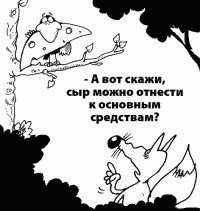 - А вот скажи,
сыр можно отнести
к основным
средствам?